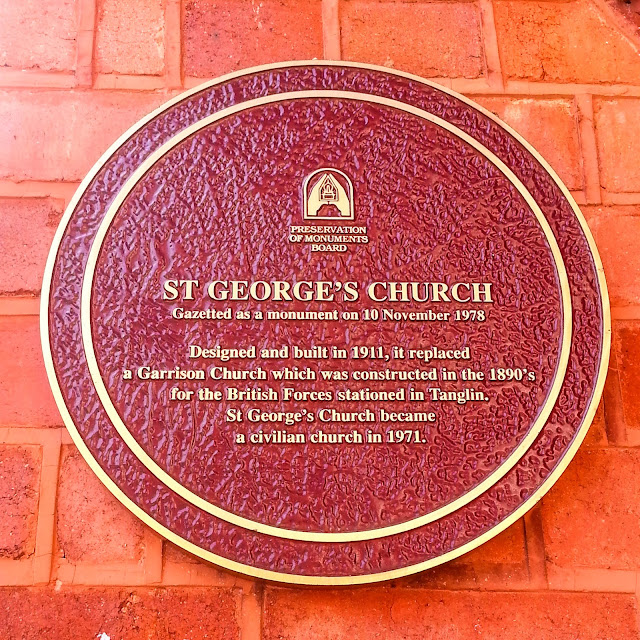 PRESERVATION
OF MONUMENTS
BOARD
ST GEORGE'S CHURCH
Gazetted as a monument on 10 November 1978
Designed and built in 1911, it replaced
a Garrison Church which was constructed in the 1890's
for the British Forces stationed in Tanglin.
St George's Church became
a civilian church in 1971.